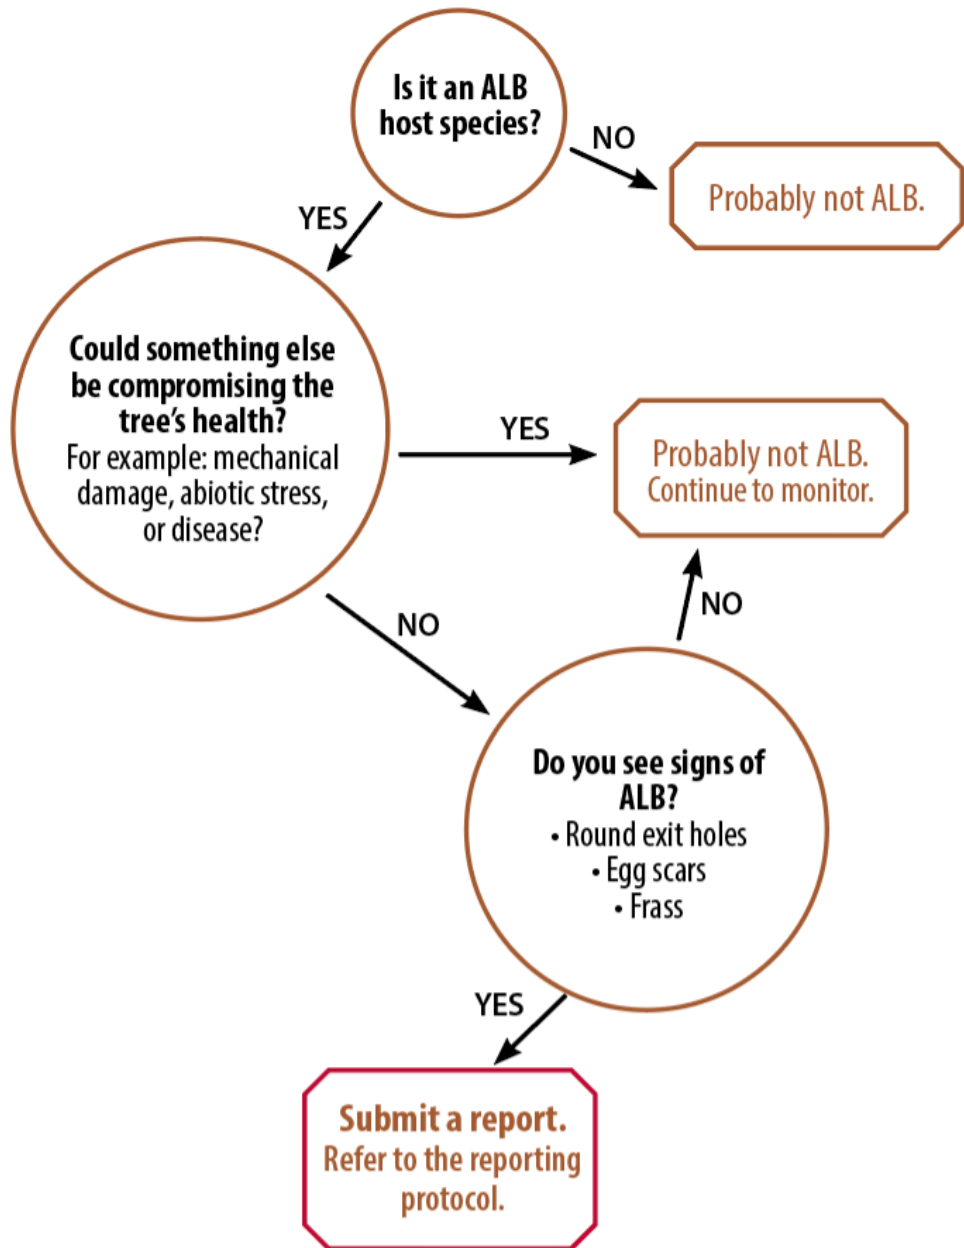 Is it an ALB
host species?
NO
Probably not ALB.
YES
Could something else
be compromising the
tree's health?
For example: mechanical
damage, abiotic stress,
or disease?
YES
Probably not ALB.
Continue to monitor.
NO
NO
Do you see signs of
ALB?
• Round exit holes
• Egg scars
• Frass
YES
Submit a report.
Refer to the reporting
protocol.